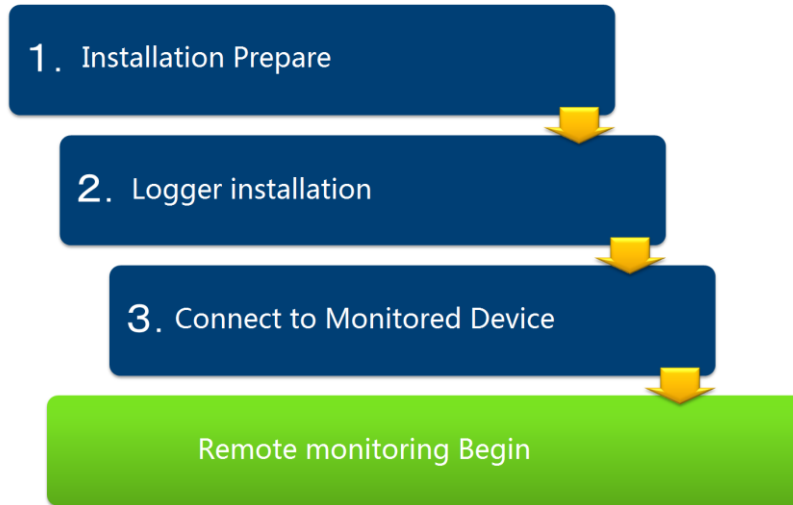 1. Installation Prepare
2. Logger installation
3. Connect to Monitored Device
Remote monitoring Begin